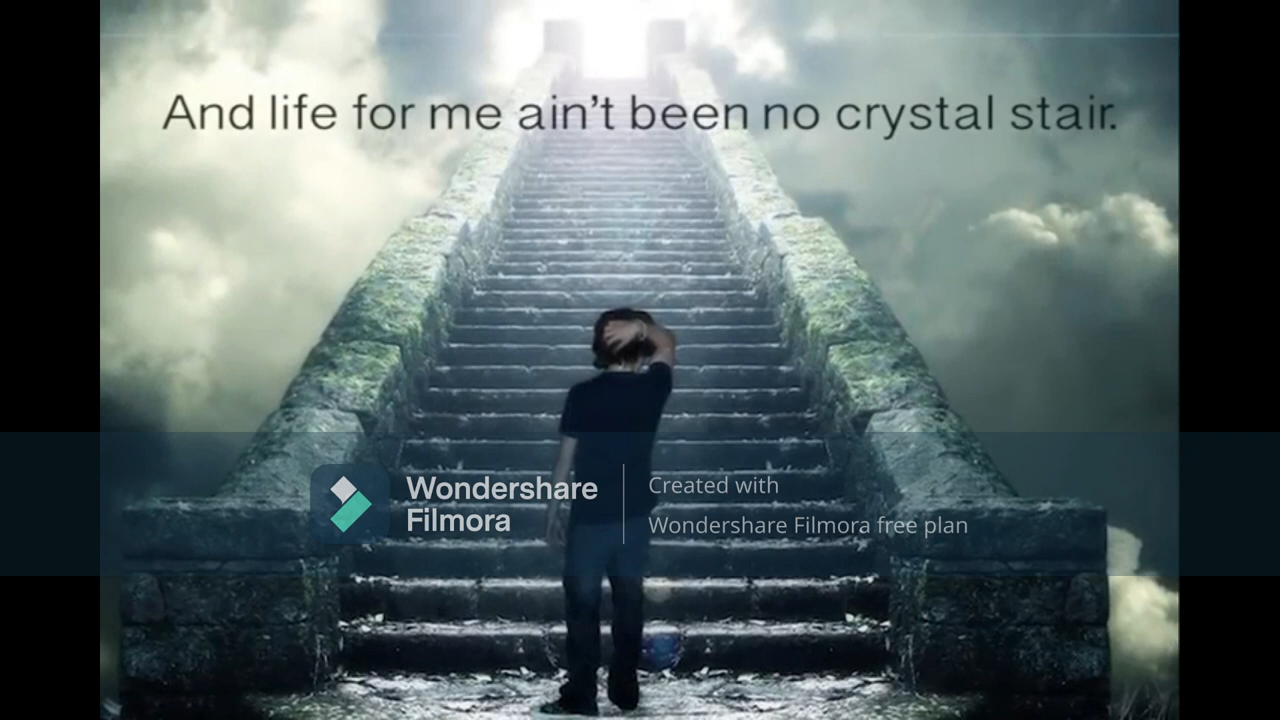 And life for me ain’t been no crystal stair.
Wondershare
Filmora
Created with
Wondershare Filmora free plan